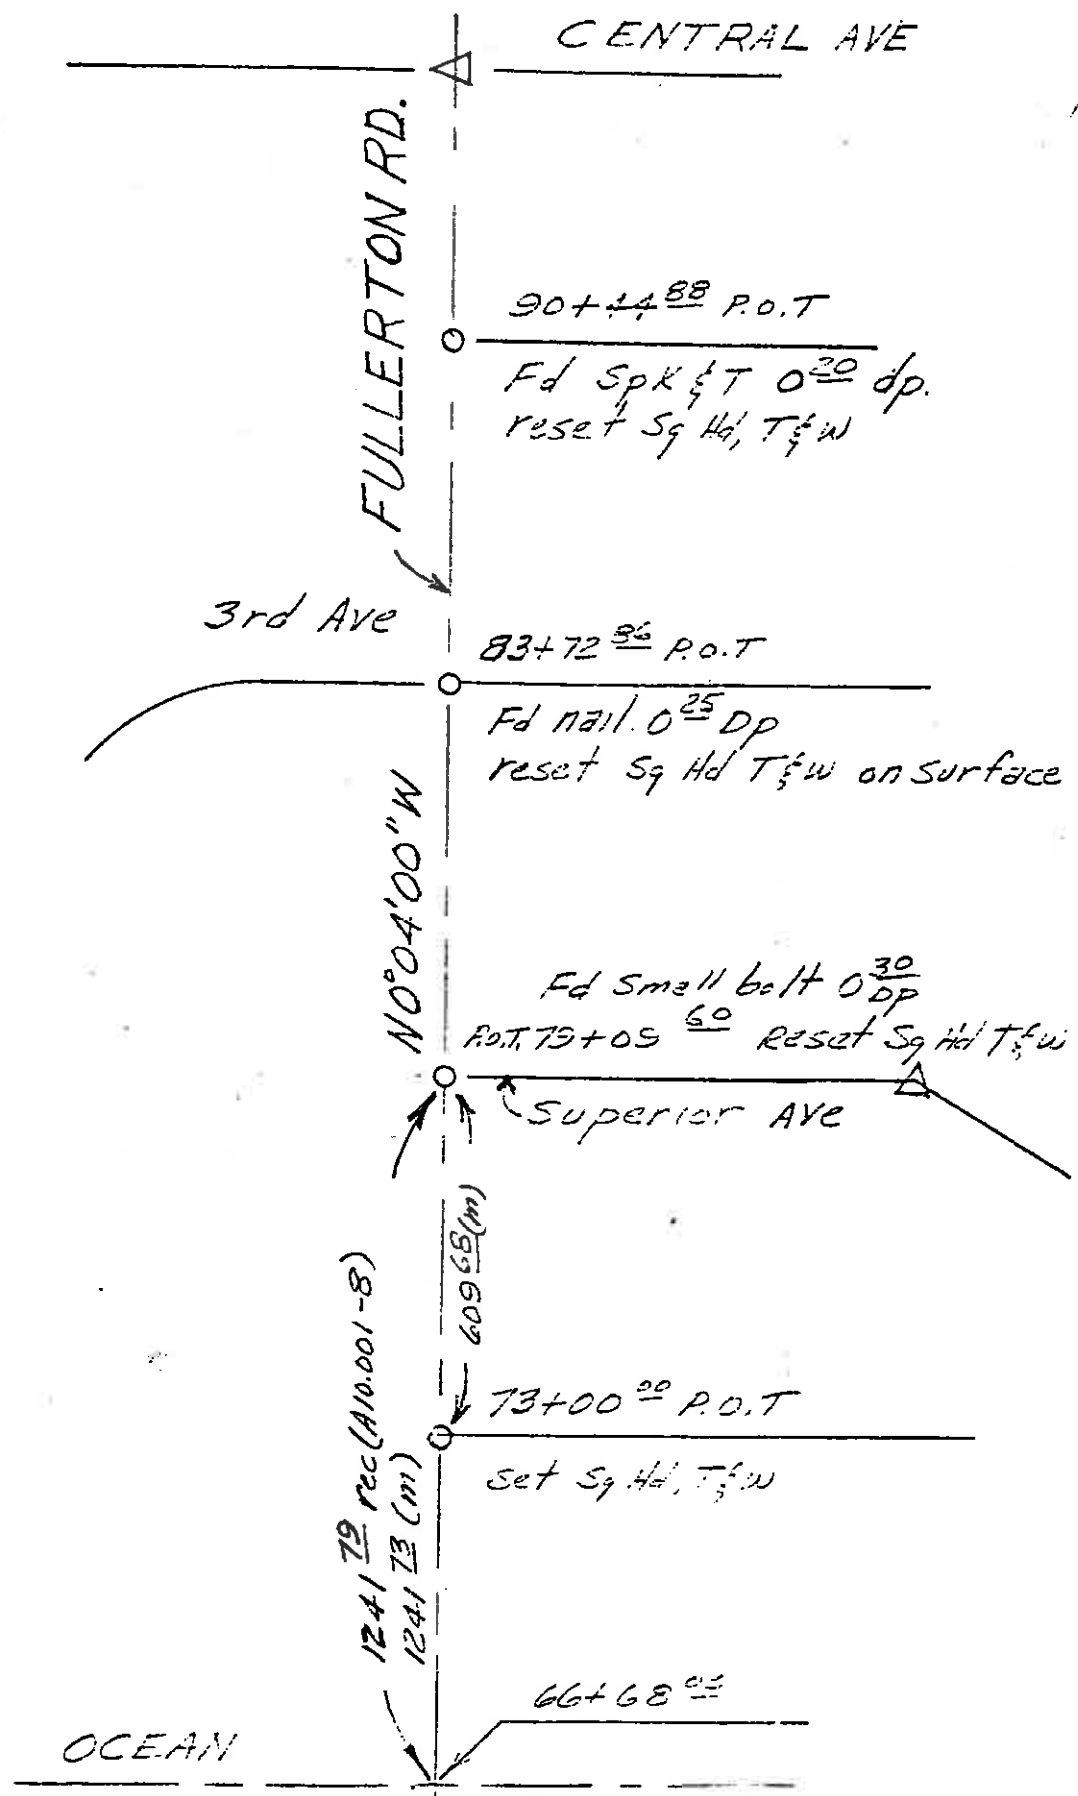 CENTRAL AVE
FULLERTON RD.
90+44 88 P.O.T
Fd Spk & T 0 20 dp.
reset Sq Hd, T & W
3rd Ave
83+72 86 P.O.T
Fd nail. 0 25 Dp
reset Sq Hd T & W on Surface
N0°04'00"W
Fd Small bolt 0 30 DP
P.O.T. 79+09 60 Reset Sq Hd T & W
Superior Ave
609 68 (m)
1241 79 rec (A10.001-8)
1241 73 (m)
73+00 00 P.O.T
Set Sq Hd, T & W
66+68
OCEAN